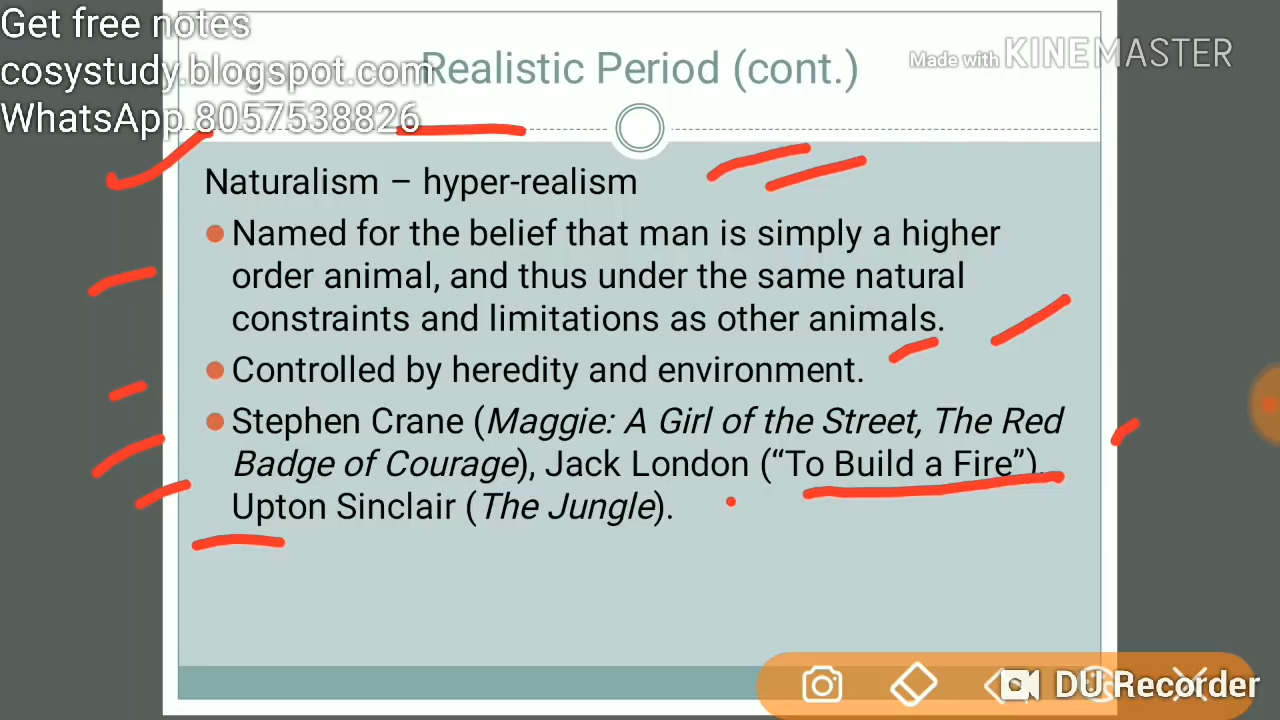 Get free notes
cosystudy.blogspot.com
WhatsApp 8057538826
Realistic Period (cont.)
Made with KINEMASTER
Naturalism – hyper-realism
Named for the belief that man is simply a higher
order animal, and thus under the same natural
constraints and limitations as other animals.
Controlled by heredity and environment.
Stephen Crane (Maggie: A Girl of the Street, The Red
Badge of Courage), Jack London (“To Build a Fire”),
Upton Sinclair (The Jungle).
DU Recorder